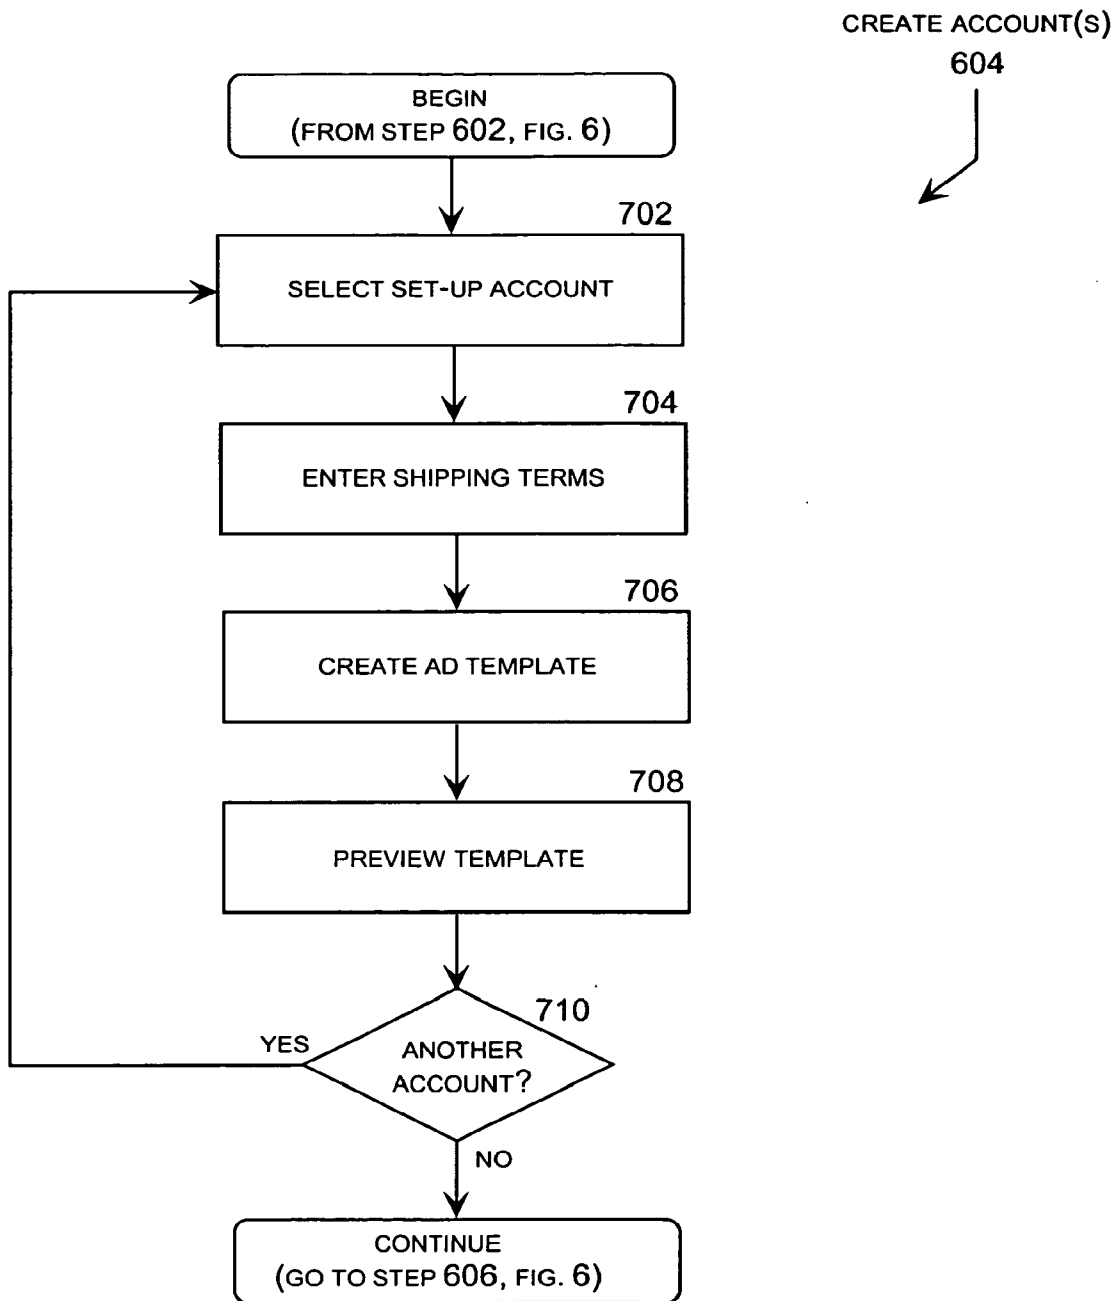 CREATE ACCOUNT(S)
604
BEGIN
(FROM STEP 602, FIG. 6)
702
SELECT SET-UP ACCOUNT
704
ENTER SHIPPING TERMS
706
CREATE AD TEMPLATE
708
PREVIEW TEMPLATE
710
YES
ANOTHER
ACCOUNT?
NO
CONTINUE
(GO TO STEP 606, FIG. 6)